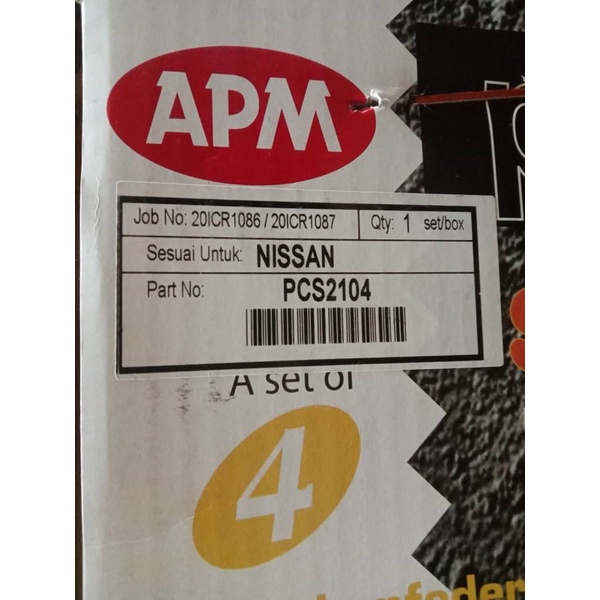 APM
Job No: 20ICR1086 / 20ICR1087 Qty: 1 set/box
Sesuai Untuk: NISSAN
Part No: PCS2104
A set of
4